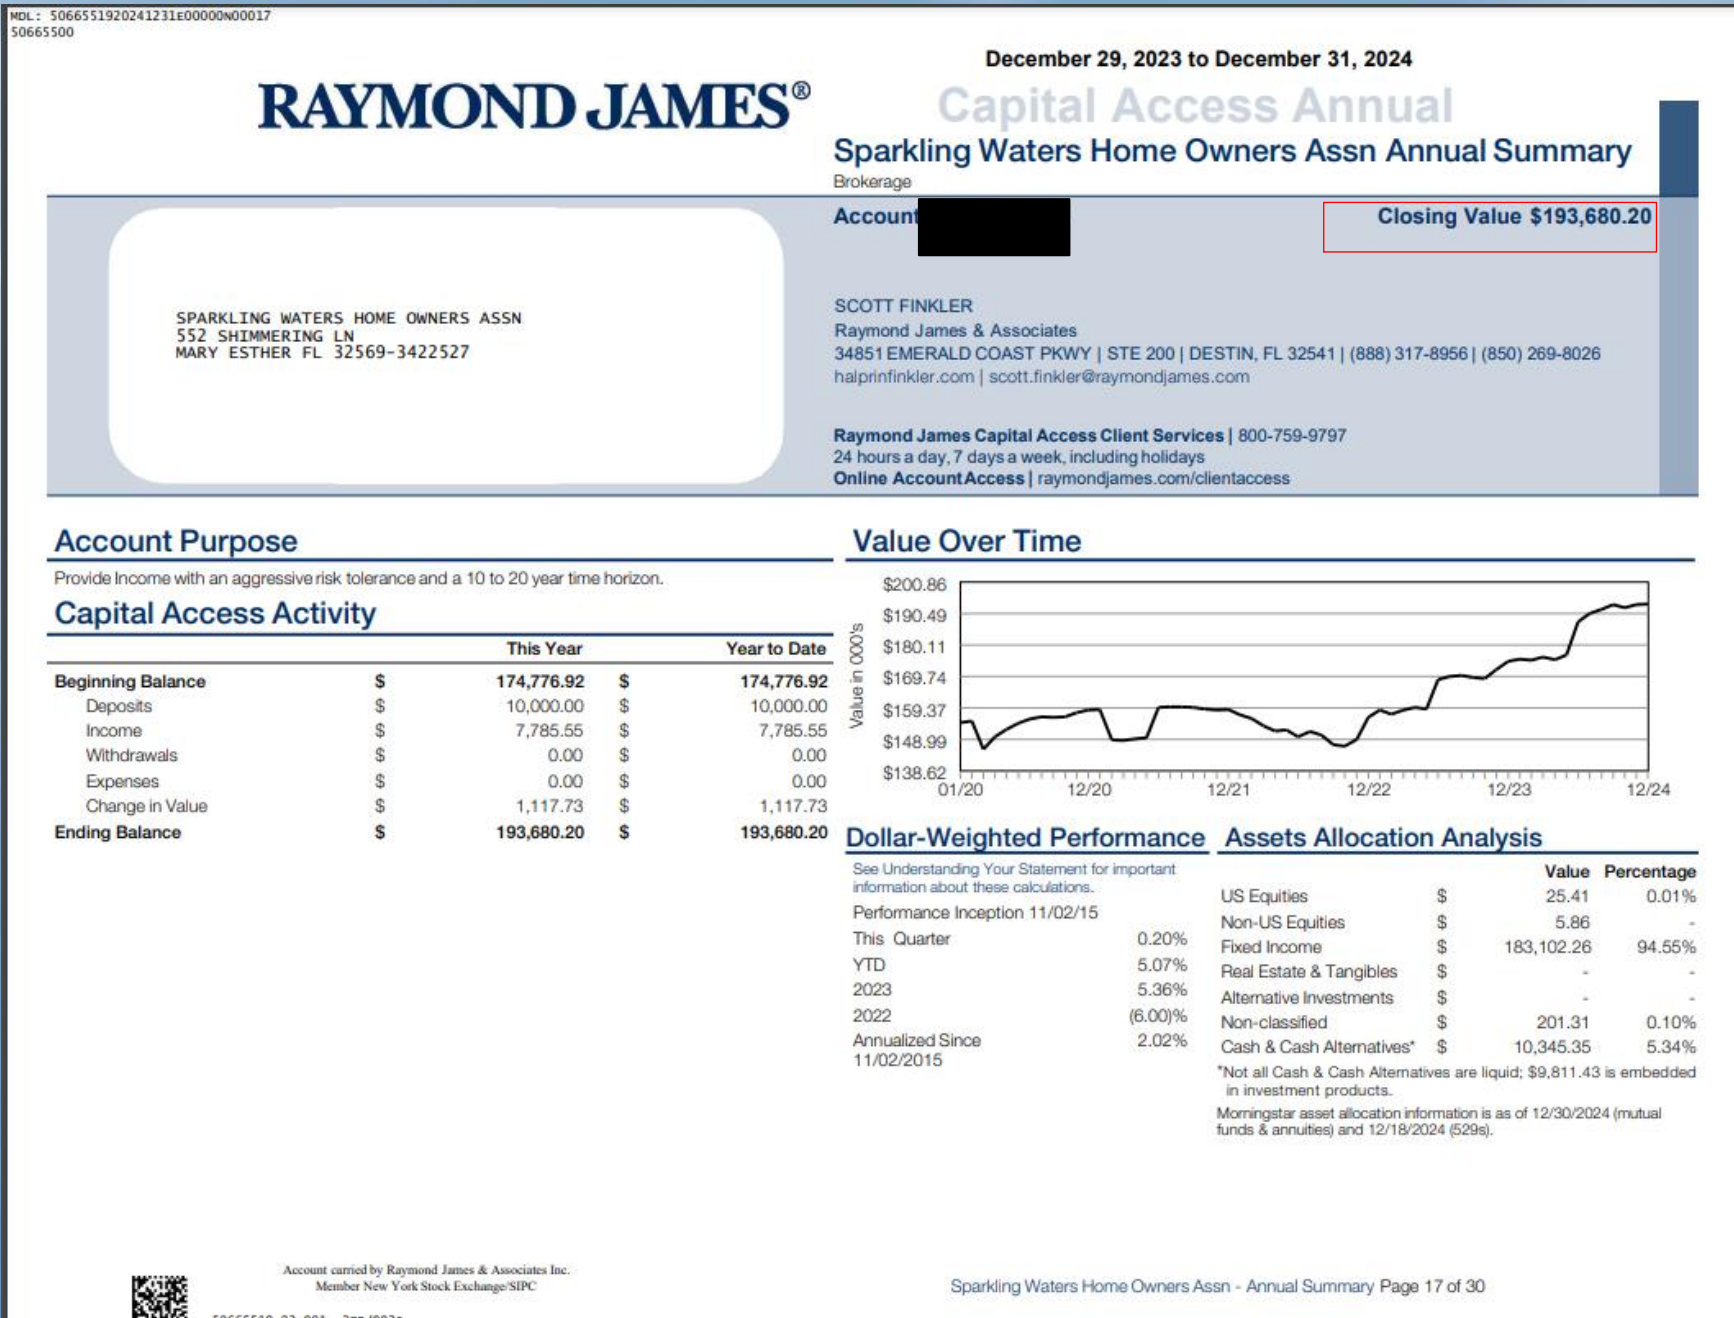 MDL: 5066551920241231E00000N00017
50665500
December 29, 2023 to December 31, 2024
RAYMOND JAMES®
Capital Access Annual
Sparkling Waters Home Owners Assn Annual Summary
Brokerage
Account
Closing Value $193,680.20
SPARKLING WATERS HOME OWNERS ASSN
552 SHIMMERING LN
MARY ESTHER FL 32569-3422527
SCOTT FINKLER
Raymond James & Associates
34851 EMERALD COAST PKWY | STE 200 | DESTIN, FL 32541 | (888) 317-8956 | (850) 269-8026
halprinfinkler.com | scott.finkler@raymondjames.com
Raymond James Capital Access Client Services | 800-759-9797
24 hours a day, 7 days a week, including holidays
Online Account Access | raymondjames.com/clientaccess
Account Purpose
Provide Income with an aggressive risk tolerance and a 10 to 20 year time horizon.
Capital Access Activity
This Year Year to Date
Beginning Balance $ 174,776.92 $ 174,776.92
Deposits $ 10,000.00 $ 10,000.00
Income $ 7,785.55 $ 7,785.55
Withdrawals $ 0.00 $ 0.00
Expenses $ 0.00 $ 0.00
Change in Value $ 1,117.73 $ 1,117.73
Ending Balance $ 193,680.20 $ 193,680.20
Value Over Time
Value in 000's
$200.86
$190.49
$180.11
$169.74
$159.37
$148.99
$138.62
01/20 12/20 12/21 12/22 12/23 12/24
Dollar-Weighted Performance
See Understanding Your Statement for important
information about these calculations.
Performance Inception 11/02/15
This Quarter 0.20%
YTD 5.07%
2023 5.36%
2022 (6.00)%
Annualized Since 2.02%
11/02/2015
Assets Allocation Analysis
Value Percentage
US Equities $ 25.41 0.01%
Non-US Equities $ 5.86 -
Fixed Income $ 183,102.26 94.55%
Real Estate & Tangibles $ - -
Alternative Investments $ - -
Non-classified $ 201.31 0.10%
Cash & Cash Alternatives* $ 10,345.35 5.34%
*Not all Cash & Cash Alternatives are liquid; $9,811.43 is embedded
in investment products.
Morningstar asset allocation information is as of 12/30/2024 (mutual
funds & annuities) and 12/18/2024 (529s).
Account carried by Raymond James & Associates Inc.
Member New York Stock Exchange/SIPC
Sparkling Waters Home Owners Assn - Annual Summary Page 17 of 30